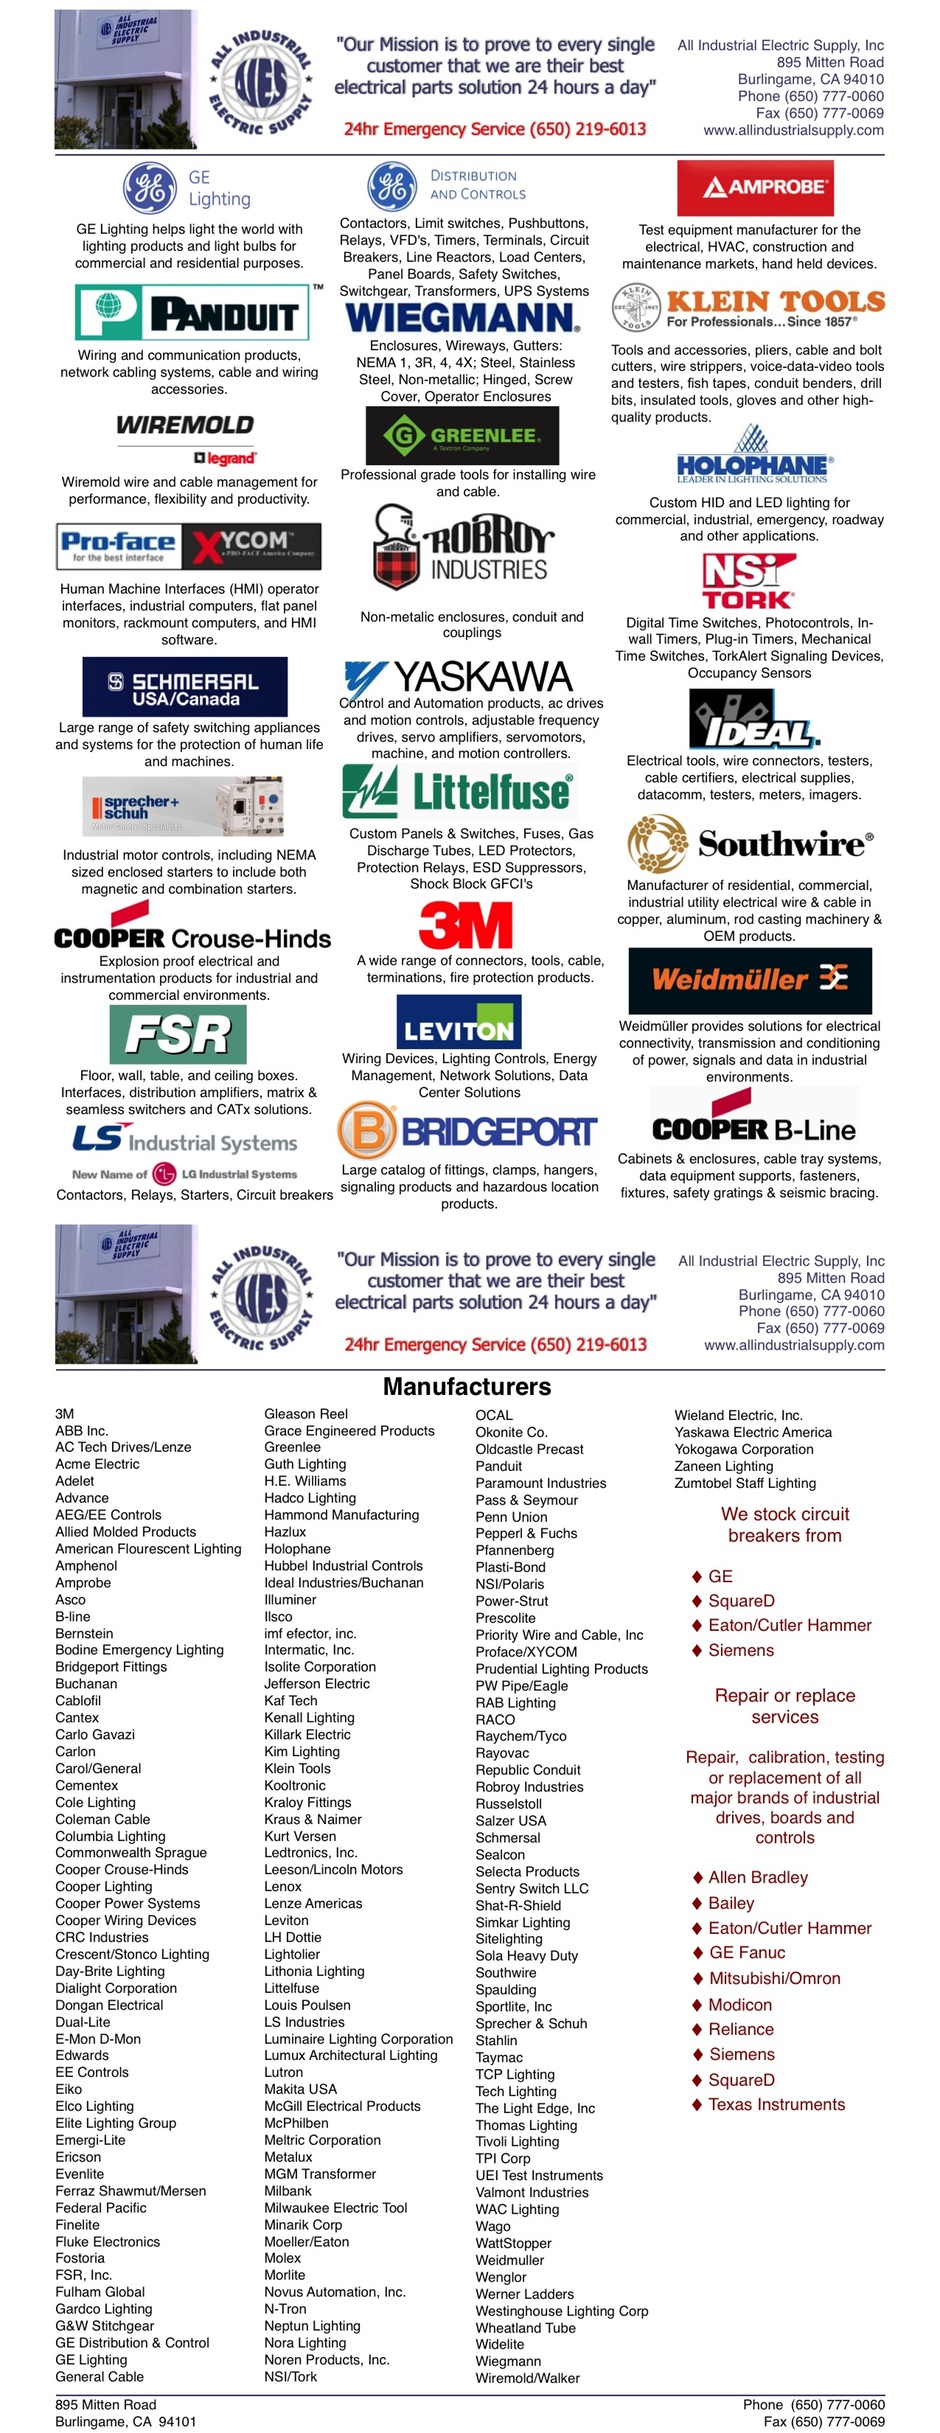 ALL INDUSTRIAL
ELECTRIC
SUPPLY
ALL INDUSTRIAL
AIES
ELECTRIC SUPPLY
"Our Mission is to prove to every single
customer that we are their best
electrical parts solution 24 hours a day"
24hr Emergency Service (650) 219-6013
All Industrial Electric Supply, Inc
895 Mitten Road
Burlingame, CA 94010
Phone (650) 777-0060
Fax (650) 777-0069
www.allindustrialsupply.com
GE
Lighting
GE Lighting helps light the world with
lighting products and light bulbs for
commercial and residential purposes.
PANDUIT™
Wiring and communication products,
network cabling systems, cable and wiring
accessories.
WIREMOLD
legrand®
Wiremold wire and cable management for
performance, flexibility and productivity.
Pro-face
for the best interface
XYCOM™
a PRO-FACE America Company
Human Machine Interfaces (HMI) operator
interfaces, industrial computers, flat panel
monitors, rackmount computers, and HMI
software.
SCHMERSAL
USA/Canada
Large range of safety switching appliances
and systems for the protection of human life
and machines.
sprecher+
schuh
Motor Control Specialists
Industrial motor controls, including NEMA
sized enclosed starters to include both
magnetic and combination starters.
COOPER Crouse-Hinds
Explosion proof electrical and
instrumentation products for industrial and
commercial environments.
FSR
Floor, wall, table, and ceiling boxes.
Interfaces, distribution amplifiers, matrix &
seamless switchers and CATx solutions.
LS Industrial Systems
New Name of LG Industrial Systems
Contactors, Relays, Starters, Circuit breakers
GE
DISTRIBUTION
AND CONTROLS
Contactors, Limit switches, Pushbuttons,
Relays, VFD's, Timers, Terminals, Circuit
Breakers, Line Reactors, Load Centers,
Panel Boards, Safety Switches,
Switchgear, Transformers, UPS Systems
WIEGMANN®
Enclosures, Wireways, Gutters:
NEMA 1, 3R, 4, 4X; Steel, Stainless
Steel, Non-metallic; Hinged, Screw
Cover, Operator Enclosures
G GREENLEE®
A Textron Company
Professional grade tools for installing wire
and cable.
ROBROY
INDUSTRIES
Non-metalic enclosures, conduit and
couplings
YASKAWA
Control and Automation products, ac drives
and motion controls, adjustable frequency
drives, servo amplifiers, servomotors,
machine, and motion controllers.
Littelfuse®
Custom Panels & Switches, Fuses, Gas
Discharge Tubes, LED Protectors,
Protection Relays, ESD Suppressors,
Shock Block GFCI's
3M
A wide range of connectors, tools, cable,
terminations, fire protection products.
LEVITON
Wiring Devices, Lighting Controls, Energy
Management, Network Solutions, Data
Center Solutions
B® BRIDGEPORT
Large catalog of fittings, clamps, hangers,
signaling products and hazardous location
products.
AMPROBE®
Test equipment manufacturer for the
electrical, HVAC, construction and
maintenance markets, hand held devices.
KLEIN TOOLS EST. 1857
KLEIN TOOLS
For Professionals...Since 1857®
Tools and accessories, pliers, cable and bolt
cutters, wire strippers, voice-data-video tools
and testers, fish tapes, conduit benders, drill
bits, insulated tools, gloves and other high-
quality products.
HOLOPHANE®
LEADER IN LIGHTING SOLUTIONS
Custom HID and LED lighting for
commercial, industrial, emergency, roadway
and other applications.
NSi
TORK®
Digital Time Switches, Photocontrols, In-
wall Timers, Plug-in Timers, Mechanical
Time Switches, TorkAlert Signaling Devices,
Occupancy Sensors
IDEAL.
Electrical tools, wire connectors, testers,
cable certifiers, electrical supplies,
datacomm, testers, meters, imagers.
Southwire®
Manufacturer of residential, commercial,
industrial utility electrical wire & cable in
copper, aluminum, rod casting machinery &
OEM products.
Weidmüller
Weidmüller provides solutions for electrical
connectivity, transmission and conditioning
of power, signals and data in industrial
environments.
COOPER B-Line
Cabinets & enclosures, cable tray systems,
data equipment supports, fasteners,
fixtures, safety gratings & seismic bracing.
ALL
INDUSTRIAL
ELECTRIC
SUPPLY
ALL INDUSTRIAL
AIES
ELECTRIC SUPPLY
"Our Mission is to prove to every single
customer that we are their best
electrical parts solution 24 hours a day"
24hr Emergency Service (650) 219-6013
All Industrial Electric Supply, Inc
895 Mitten Road
Burlingame, CA 94010
Phone (650) 777-0060
Fax (650) 777-0069
www.allindustrialsupply.com
Manufacturers
3M
ABB Inc.
AC Tech Drives/Lenze
Acme Electric
Adelet
Advance
AEG/EE Controls
Allied Molded Products
American Flourescent Lighting
Amphenol
Amprobe
Asco
B-line
Bernstein
Bodine Emergency Lighting
Bridgeport Fittings
Buchanan
Cablofil
Cantex
Carlo Gavazi
Carlon
Carol/General
Cementex
Cole Lighting
Coleman Cable
Columbia Lighting
Commonwealth Sprague
Cooper Crouse-Hinds
Cooper Lighting
Cooper Power Systems
Cooper Wiring Devices
CRC Industries
Crescent/Stonco Lighting
Day-Brite Lighting
Dialight Corporation
Dongan Electrical
Dual-Lite
E-Mon D-Mon
Edwards
EE Controls
Eiko
Elco Lighting
Elite Lighting Group
Emergi-Lite
Ericson
Evenlite
Ferraz Shawmut/Mersen
Federal Pacific
Finelite
Fluke Electronics
Fostoria
FSR, Inc.
Fulham Global
Gardco Lighting
G&W Stitchgear
GE Distribution & Control
GE Lighting
General Cable
Gleason Reel
Grace Engineered Products
Greenlee
Guth Lighting
H.E. Williams
Hadco Lighting
Hammond Manufacturing
Hazlux
Holophane
Hubbel Industrial Controls
Ideal Industries/Buchanan
Illuminer
Ilsco
imf efector, inc.
Intermatic, Inc.
Isolite Corporation
Jefferson Electric
Kaf Tech
Kenall Lighting
Killark Electric
Kim Lighting
Klein Tools
Kooltronic
Kraloy Fittings
Kraus & Naimer
Kurt Versen
Ledtronics, Inc.
Leeson/Lincoln Motors
Lenox
Lenze Americas
Leviton
LH Dottie
Lightolier
Lithonia Lighting
Littelfuse
Louis Poulsen
LS Industries
Luminaire Lighting Corporation
Lumux Architectural Lighting
Lutron
Makita USA
McGill Electrical Products
McPhilben
Meltric Corporation
Metalux
MGM Transformer
Milbank
Milwaukee Electric Tool
Minarik Corp
Moeller/Eaton
Molex
Morlite
Novus Automation, Inc.
N-Tron
Neptun Lighting
Nora Lighting
Noren Products, Inc.
NSI/Tork
OCAL
Okonite Co.
Oldcastle Precast
Panduit
Paramount Industries
Pass & Seymour
Penn Union
Pepperl & Fuchs
Pfannenberg
Plasti-Bond
NSI/Polaris
Power-Strut
Prescolite
Priority Wire and Cable, Inc
Proface/XYCOM
Prudential Lighting Products
PW Pipe/Eagle
RAB Lighting
RACO
Raychem/Tyco
Rayovac
Republic Conduit
Robroy Industries
Russelstoll
Salzer USA
Schmersal
Sealcon
Selecta Products
Sentry Switch LLC
Shat-R-Shield
Simkar Lighting
Sitelighting
Sola Heavy Duty
Southwire
Spaulding
Sportlite, Inc
Sprecher & Schuh
Stahlin
Taymac
TCP Lighting
Tech Lighting
The Light Edge, Inc
Thomas Lighting
Tivoli Lighting
TPI Corp
UEI Test Instruments
Valmont Industries
WAC Lighting
Wago
WattStopper
Weidmuller
Wenglor
Werner Ladders
Westinghouse Lighting Corp
Wheatland Tube
Widelite
Wiegmann
Wiremold/Walker
Wieland Electric, Inc.
Yaskawa Electric America
Yokogawa Corporation
Zaneen Lighting
Zumtobel Staff Lighting
We stock circuit
breakers from
♦ GE
♦ SquareD
♦ Eaton/Cutler Hammer
♦ Siemens
Repair or replace
services
Repair, calibration, testing
or replacement of all
major brands of industrial
drives, boards and
controls
♦ Allen Bradley
♦ Bailey
♦ Eaton/Cutler Hammer
♦ GE Fanuc
♦ Mitsubishi/Omron
♦ Modicon
♦ Reliance
♦ Siemens
♦ SquareD
♦ Texas Instruments
895 Mitten Road
Burlingame, CA 94101
Phone (650) 777-0060
Fax (650) 777-0069